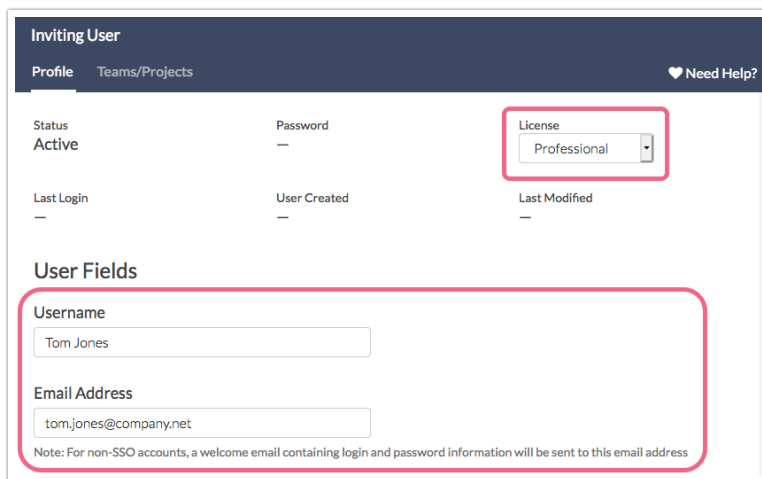 Inviting User
Profile Teams/Projects Need Help?
Status Password License
Active — Professional
Last Login User Created Last Modified
— — —
User Fields
Username
Tom Jones
Email Address
tom.jones@company.net
Note: For non-SSO accounts, a welcome email containing login and password information will be sent to this email address